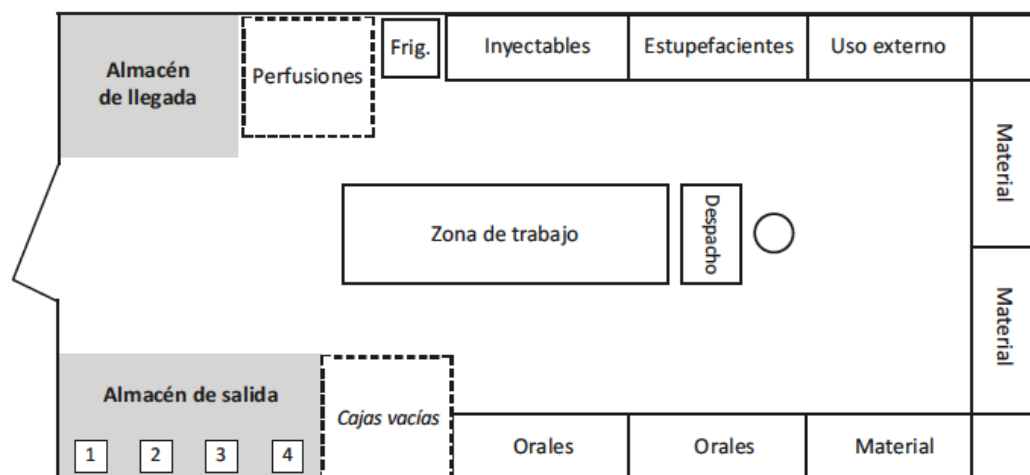 Almacén
de llegada
Perfusiones
Frig.
Inyectables
Estupefacientes
Uso externo
Material
Zona de trabajo
Despacho
Material
Almacén de salida
1
2
3
4
Cajas vacías
Orales
Orales
Material